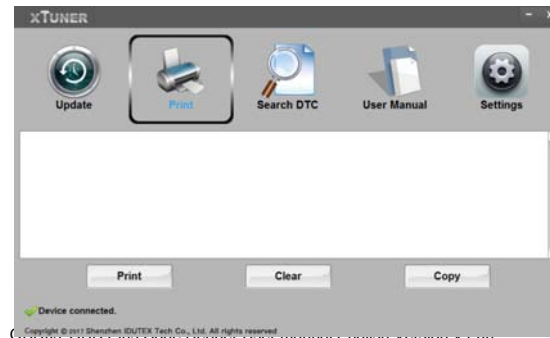 XTUNER
Update
Print
Search DTC
User Manual
Settings
Print
Clear
Copy
Device connected.
Copyright © 2017 Shenzhen IDUTEX Tech Co., Ltd. All rights reserved